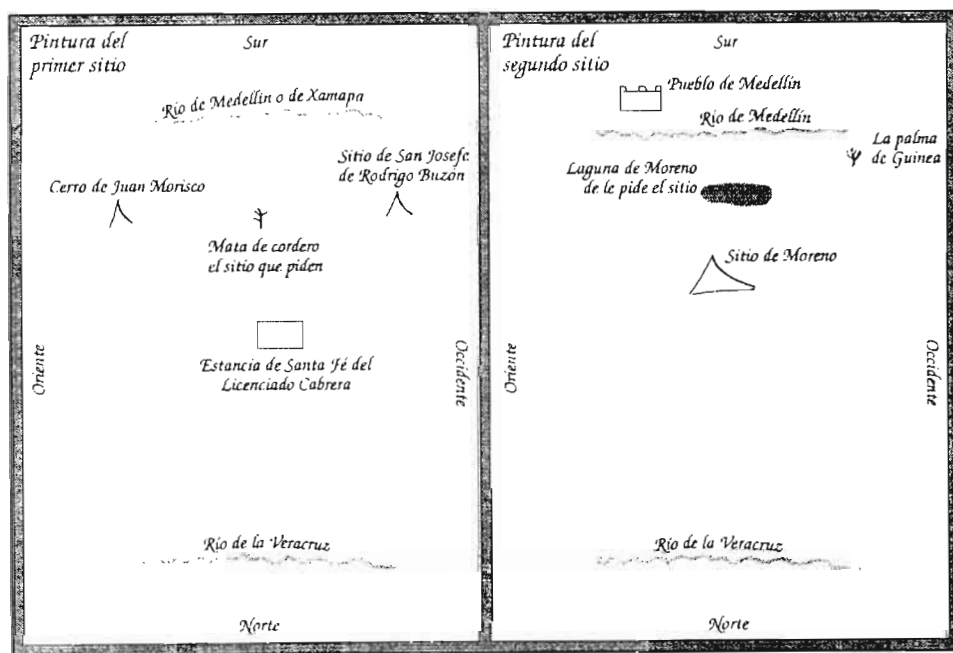 Pintura del
primer sitio
Sur
Río de Medellín o de Xamapa
Sitio de San Josefe
de Rodrigo Buzón
Cerro de Juan Morisco
Mata de cordero
el sitio que piden
Estancia de Santa Fé del
Licenciado Cabrera
Oriente
Occidente
Río de la Veracruz
Norte
Pintura del
segundo sitio
Sur
Pueblo de Medellín
Río de Medellín
La palma
de Guinea
Laguna de Moreno
de le pide el sitio
Sitio de Moreno
Oriente
Occidente
Río de la Veracruz
Norte